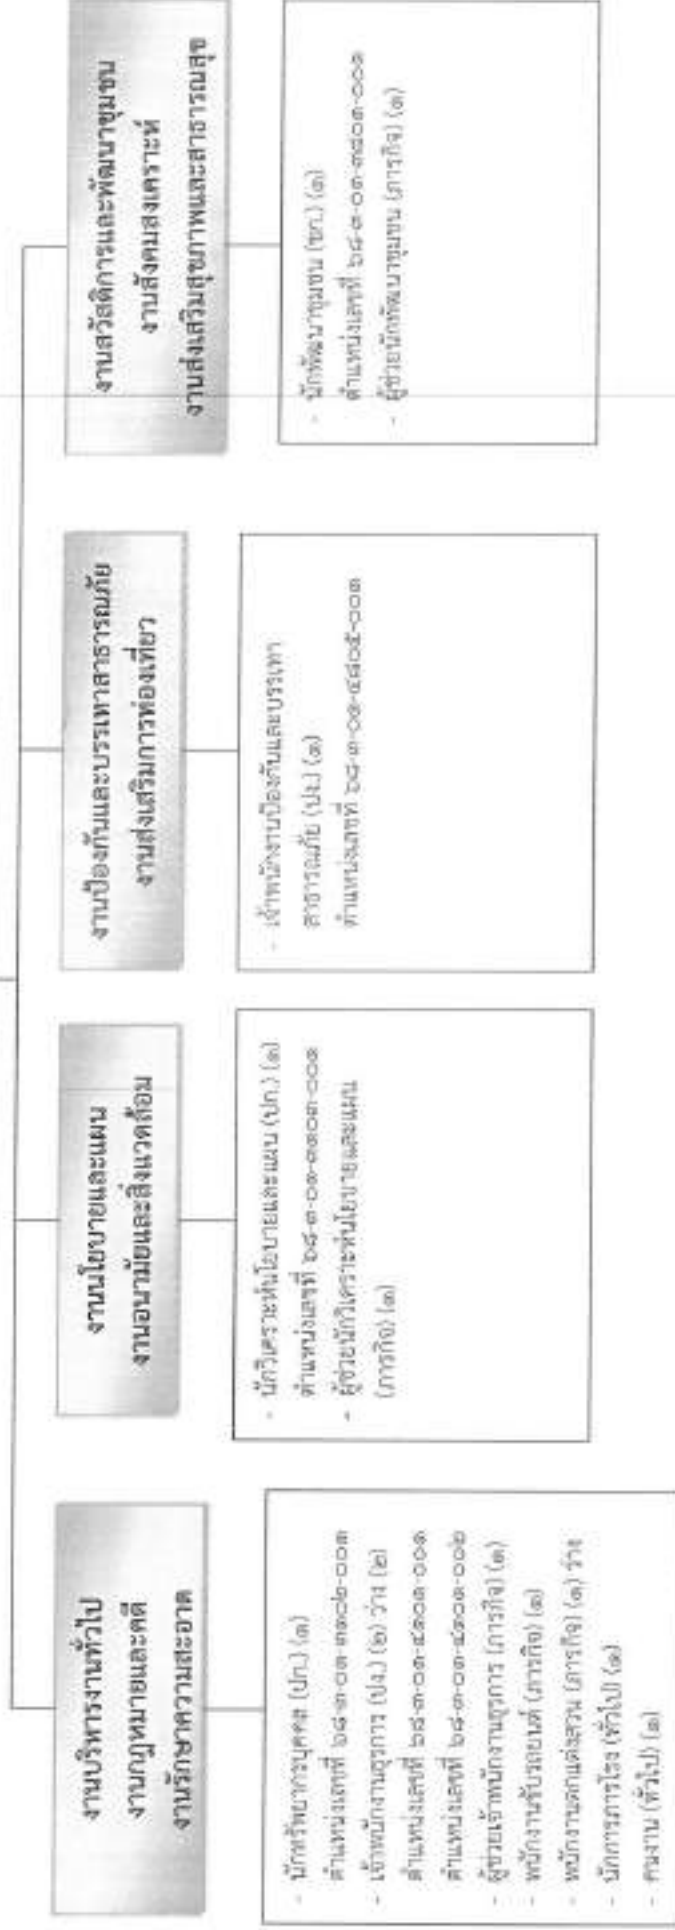 งานบริหารงานทั่วไป
งานกฎหมายและคดี
งานรักษาความสะอาด
- นักทรัพยากรบุคคล (ปก.) (๑)
ตำแหน่งเลขที่ ๖๘-๓-๐๑-๓๑๐๒-๐๐๑
- เจ้าพนักงานธุรการ (ปง.) (๒) ว่าง (๒)
ตำแหน่งเลขที่ ๖๘-๓-๐๑-๔๑๐๑-๐๐๑
ตำแหน่งเลขที่ ๖๘-๓-๐๑-๔๑๐๑-๐๐๒
- ผู้ช่วยเจ้าพนักงานธุรการ (ภารกิจ) (๑)
- พนักงานขับรถยนต์ (ภารกิจ) (๑)
- พนักงานตกแต่งสวน (ภารกิจ) (๑) ว่าง
- นักการภารโรง (ทั่วไป) (๑)
- คนงาน (ทั่วไป) (๑)
งานนโยบายและแผน
งานอนามัยและสิ่งแวดล้อม
- นักวิเคราะห์นโยบายและแผน (ปก.) (๑)
ตำแหน่งเลขที่ ๖๘-๓-๐๑-๓๑๐๓-๐๐๑
- ผู้ช่วยนักวิเคราะห์นโยบายและแผน
(ภารกิจ) (๑)
งานป้องกันและบรรเทาสาธารณภัย
งานส่งเสริมการท่องเที่ยว
- เจ้าพนักงานป้องกันและบรรเทา
สาธารณภัย (ปง.) (๑)
ตำแหน่งเลขที่ ๖๘-๓-๐๑-๔๘๐๕-๐๐๑
งานสวัสดิการและพัฒนาชุมชน
งานสังคมสงเคราะห์
งานส่งเสริมสุขภาพและสาธารณสุข
- นักพัฒนาชุมชน (ชก.) (๑)
ตำแหน่งเลขที่ ๖๘-๓-๐๑-๓๘๐๑-๐๐๑
- ผู้ช่วยนักพัฒนาชุมชน (ภารกิจ) (๑)